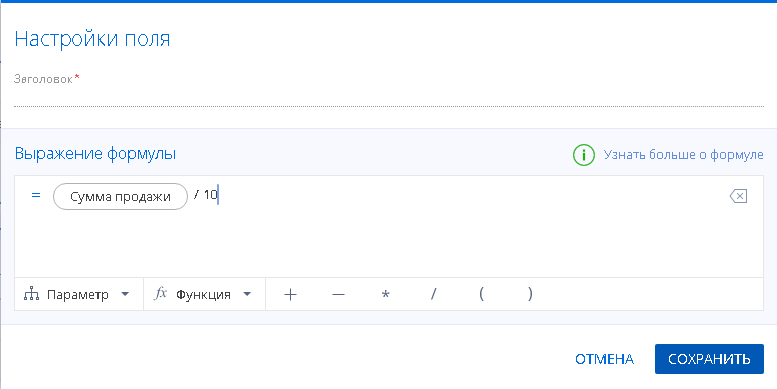 Настройки поля
Заголовок*
Выражение формулы
i Узнать больше о формуле
= Сумма продажи / 10
Параметр fx Функция + — * / ( )
ОТМЕНА СОХРАНИТЬ